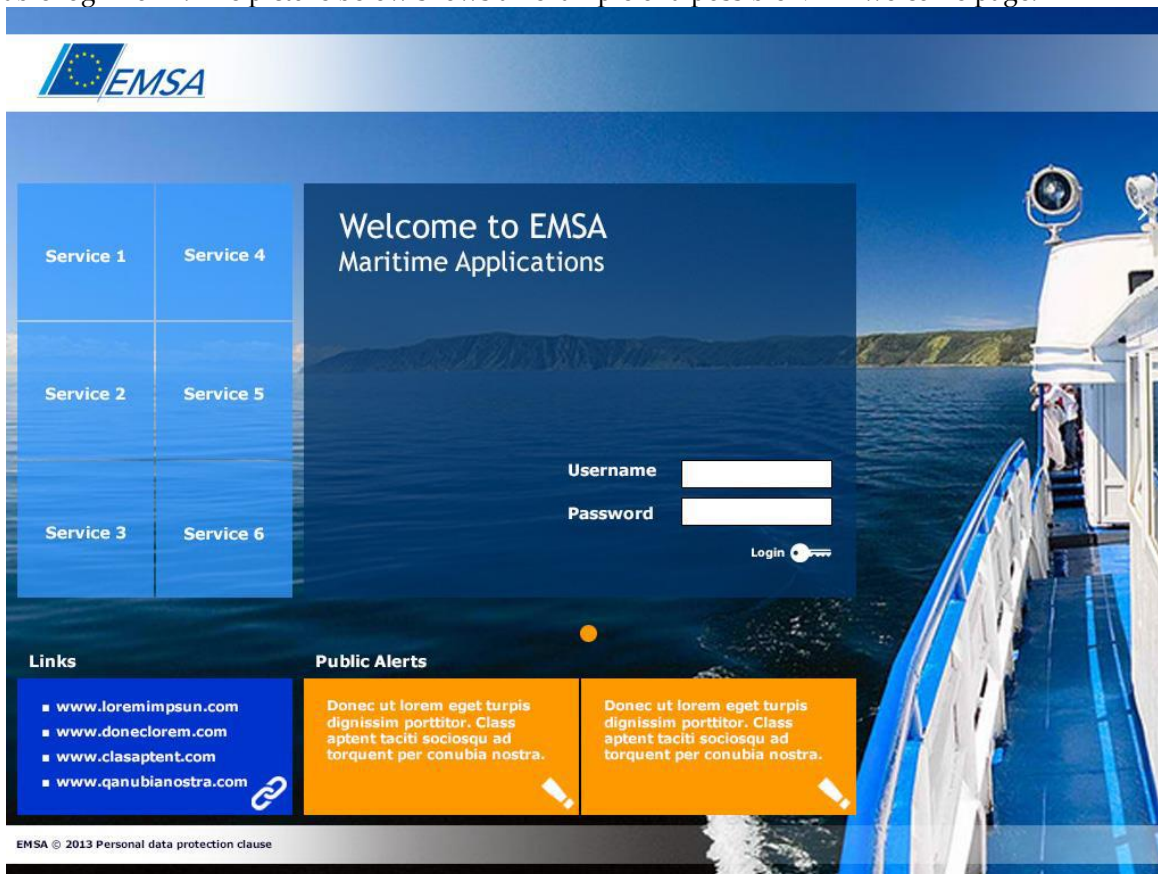 EMSA
Welcome to EMSA
Maritime Applications
Service 1
Service 4
Service 2
Service 5
Service 3
Service 6
Username
Password
Login
Links
www.loremimpsun.com
www.doneclorem.com
www.clasaptent.com
www.qanubianostra.com
Public Alerts
Donec ut lorem eget turpis
dignissim porttitor. Class
aptent taciti sociosqu ad
torquent per conubia nostra.
Donec ut lorem eget turpis
dignissim porttitor. Class
aptent taciti sociosqu ad
torquent per conubia nostra.
EMSA © 2013 Personal data protection clause